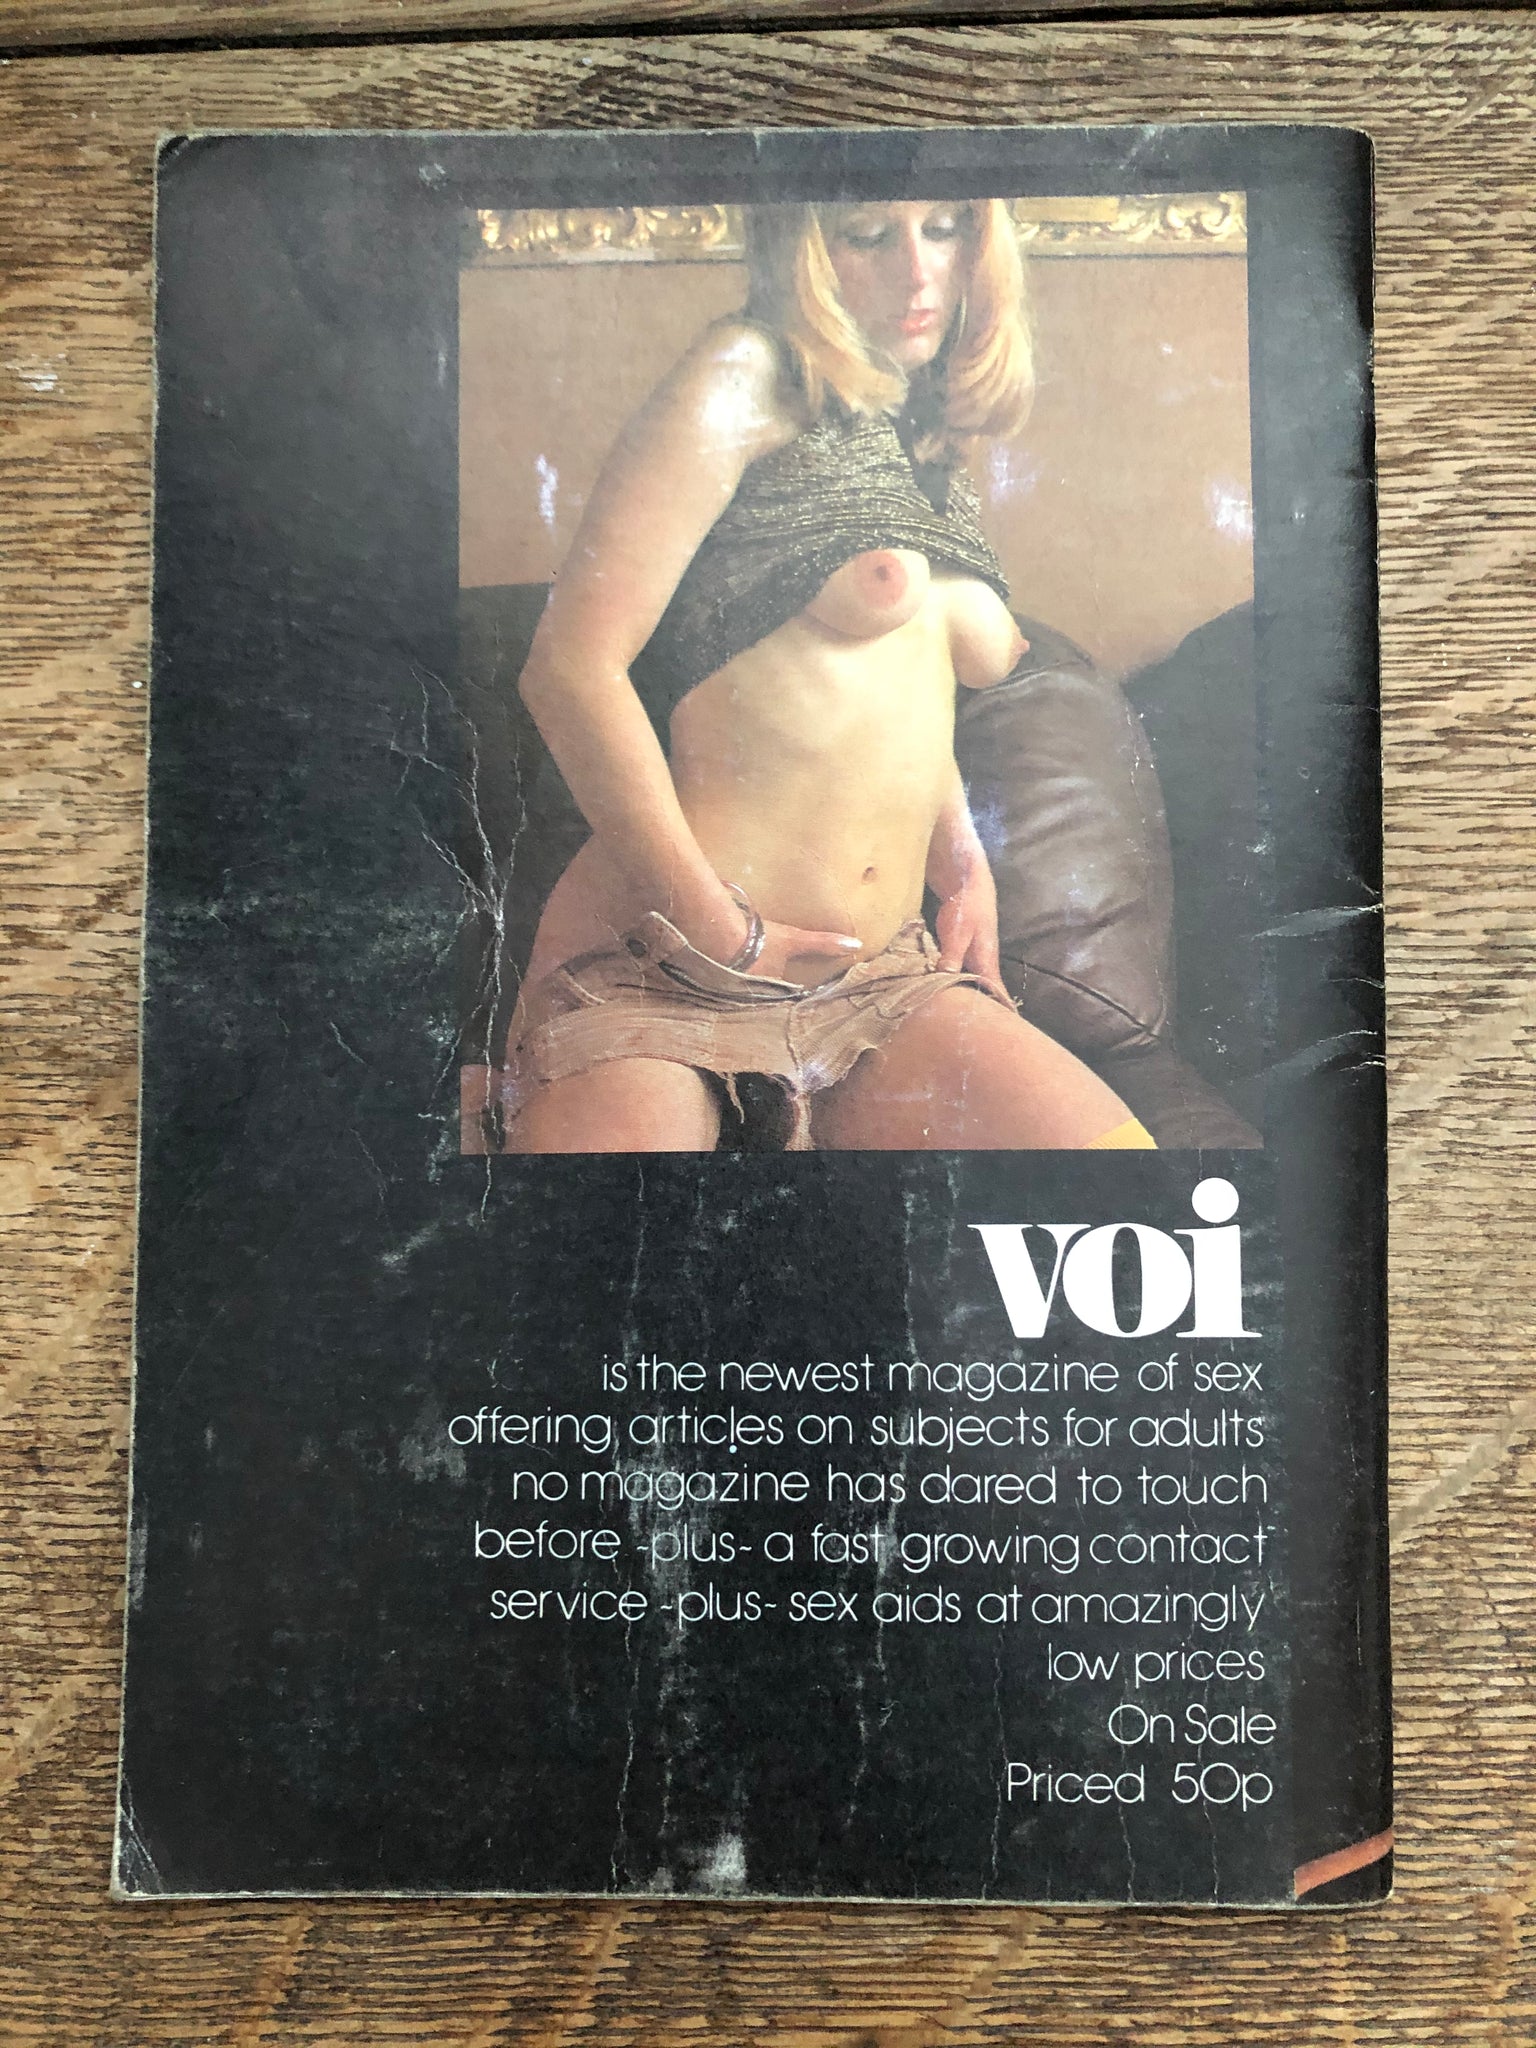 voi
is the newest magazine of sex
offering articles on subjects for adults
no magazine has dared to touch
before -plus- a fast growing contact
service -plus- sex aids at amazingly
low prices
On Sale
Priced 50p